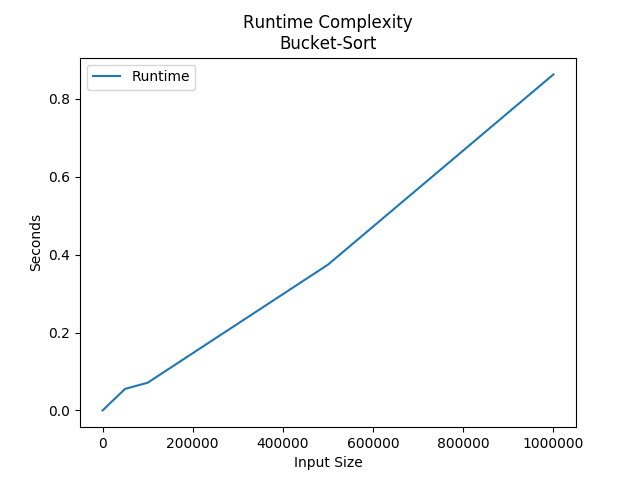 Runtime Complexity
Bucket-Sort
Runtime
0.8
0.6
0.4
0.2
0.0
Seconds
0 200000 400000 600000 800000 1000000
Input Size